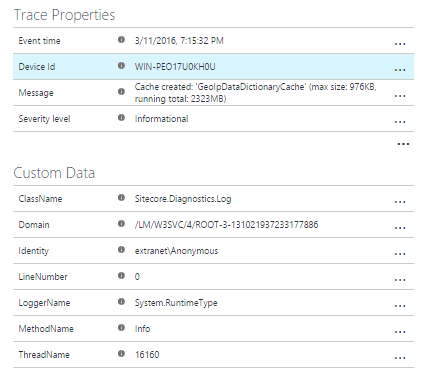 Trace Properties
Event time 3/11/2016, 7:15:32 PM ...
Device Id WIN-PEO17U0KH0U ...
Message Cache created: 'GeoIpDataDictionaryCache' (max size: 976KB,
running total: 2323MB) ...
Severity level Informational ...
...
Custom Data
ClassName Sitecore.Diagnostics.Log ...
Domain /LM/W3SVC/4/ROOT-3-131021937233177886 ...
Identity extranet\Anonymous ...
LineNumber 0 ...
LoggerName System.RuntimeType ...
MethodName Info ...
ThreadName 16160 ...